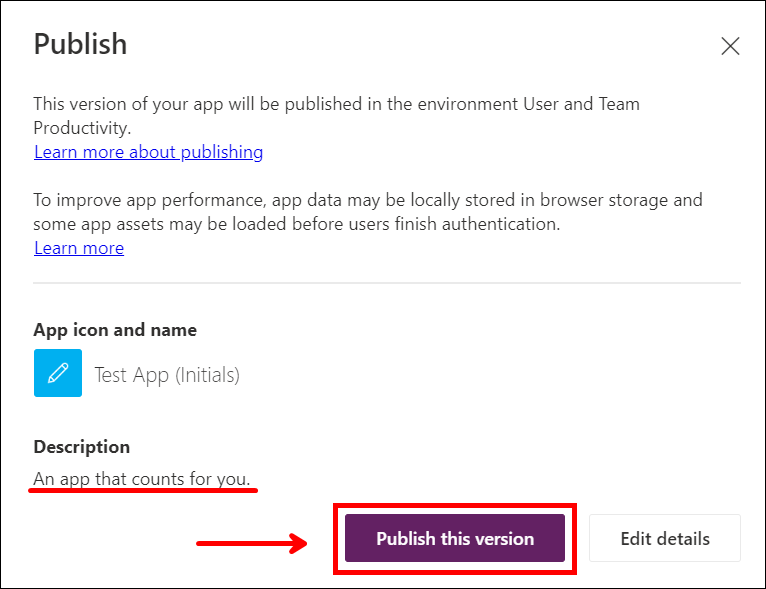 Publish
This version of your app will be published in the environment User and Team
Productivity.
Learn more about publishing
To improve app performance, app data may be locally stored in browser storage and
some app assets may be loaded before users finish authentication.
Learn more
App icon and name
Test App (Initials)
Description
An app that counts for you.
Publish this version
Edit details